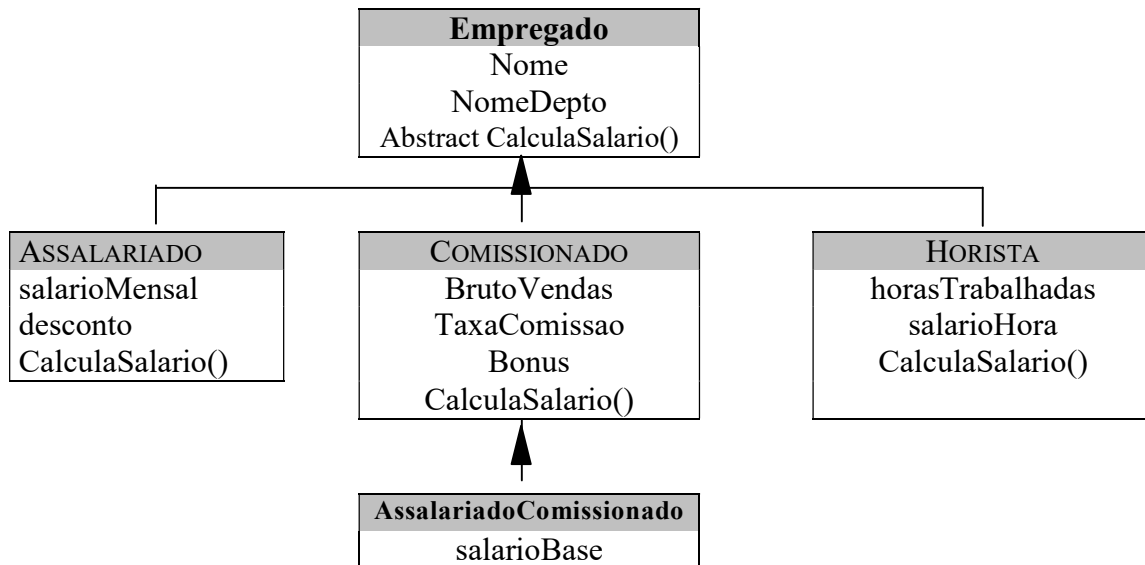 Empregado
Nome
NomeDepto
Abstract CalculaSalario()
ASSALARIADO
salarioMensal
desconto
CalculaSalario()
COMISSIONADO
BrutoVendas
TaxaComissao
Bonus
CalculaSalario()
HORISTA
horasTrabalhadas
salarioHora
CalculaSalario()
AssalariadoComissionado
salarioBase